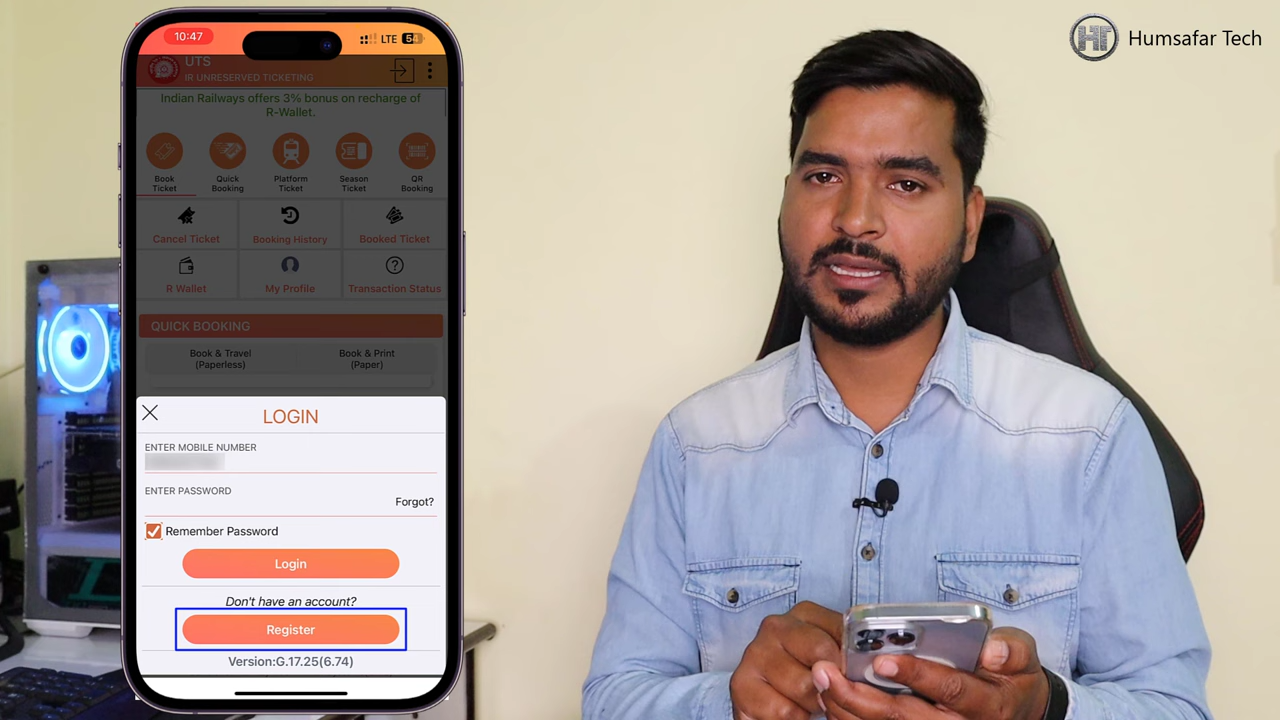 10:47
LTE 54
UTS
IR UNRESERVED TICKETING
Indian Railways offers 3% bonus on recharge of
R-Wallet.
Book
Ticket
Quick
Booking
Platform
Ticket
Season
Ticket
QR
Booking
Cancel Ticket
Booking History
Booked Ticket
R Wallet
My Profile
Transaction Status
QUICK BOOKING
Book & Travel
(Paperless)
Book & Print
(Paper)
LOGIN
ENTER MOBILE NUMBER
ENTER PASSWORD
Forgot?
Remember Password
Login
Don't have an account?
Register
Version:G.17.25(6.74)
HT
Humsafar Tech